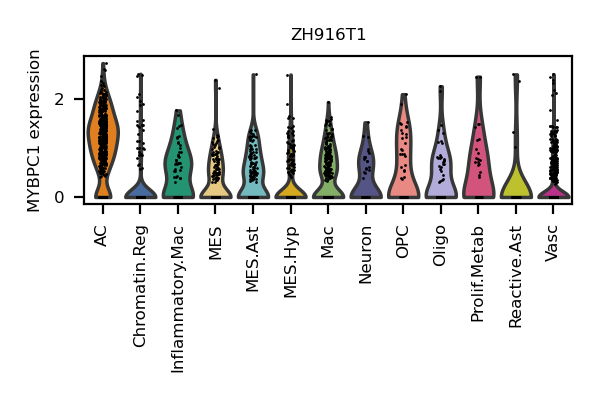 ZH916T1
MYBPC1 expression
2
0
AC
Chromatin.Reg
Inflammatory.Mac
MES
MES.Ast
MES.Hyp
Mac
Neuron
OPC
Oligo
Prolif.Metab
Reactive.Ast
Vasc